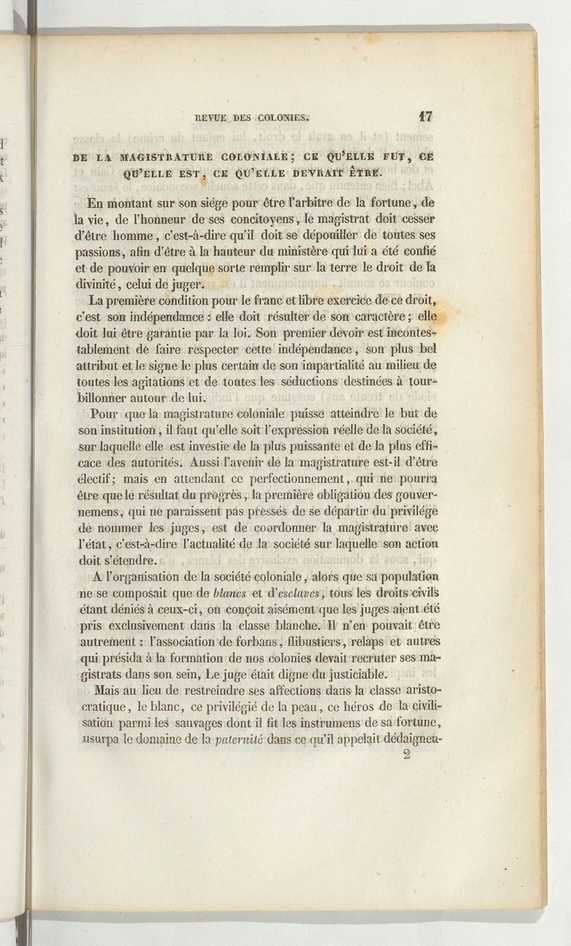 REVUE DES COLONIES. 17
DE LA MAGISTRATURE COLONIALE; CE QU'ELLE FUT, CE
QU'ELLE EST, CE QU'ELLE DEVRAIT ÊTRE.
En montant sur son siége pour être l'arbitre de la fortune, de
la vie, de l'honneur de ses concitoyens, le magistrat doit cesser
d'être homme, c'est-à-dire qu'il doit se dépouiller de toutes ses
passions, afin d'être à la hauteur du ministère qui lui a été confié
et de pouvoir en quelque sorte remplir sur la terre le droit de la
divinité, celui de juger.
La première condition pour le franc et libre exercice de ce droit,
c'est son indépendance : elle doit résulter de son caractère; elle
doit lui être garantie par la loi. Son premier devoir est incontes-
tablement de faire respecter cette indépendance, son plus bel
attribut et le signe le plus certain de son impartialité au milieu de
toutes les agitations et de toutes les séductions destinées à tour-
billonner autour de lui.
Pour que la magistrature coloniale puisse atteindre le but de
son institution, il faut qu'elle soit l'expression réelle de la société,
sur laquelle elle est investie de la plus puissante et de la plus effi-
cace des autorités. Aussi l'avenir de la magistrature est-il d'être
électif; mais en attendant ce perfectionnement, qui ne pourra
être que le résultat du progrès, la première obligation des gouver-
nemens, qui ne paraissent pas pressés de se départir du privilége
de nommer les juges, est de coordonner la magistrature avec
l'état, c'est-à-dire l'actualité de la société sur laquelle son action
doit s'étendre.
A l'organisation de la société coloniale, alors que sa population
ne se composait que de blancs et d'esclaves, tous les droits civils
étant déniés à ceux-ci, on conçoit aisément que les juges aient été
pris exclusivement dans la classe blanche. Il n'en pouvait être
autrement : l'association de forbans, flibustiers, relaps et autres
qui présida à la formation de nos colonies devait recruter ses ma-
gistrats dans son sein, Le juge était digne du justiciable.
Mais au lieu de restreindre ses affections dans la classe aristo-
cratique, le blanc, ce privilégié de la peau, ce héros de la civili-
sation parmi les sauvages dont il fit les instrumens de sa fortune,
usurpa le domaine de la paternité dans ce qu'il appelait dédaigneu-
2